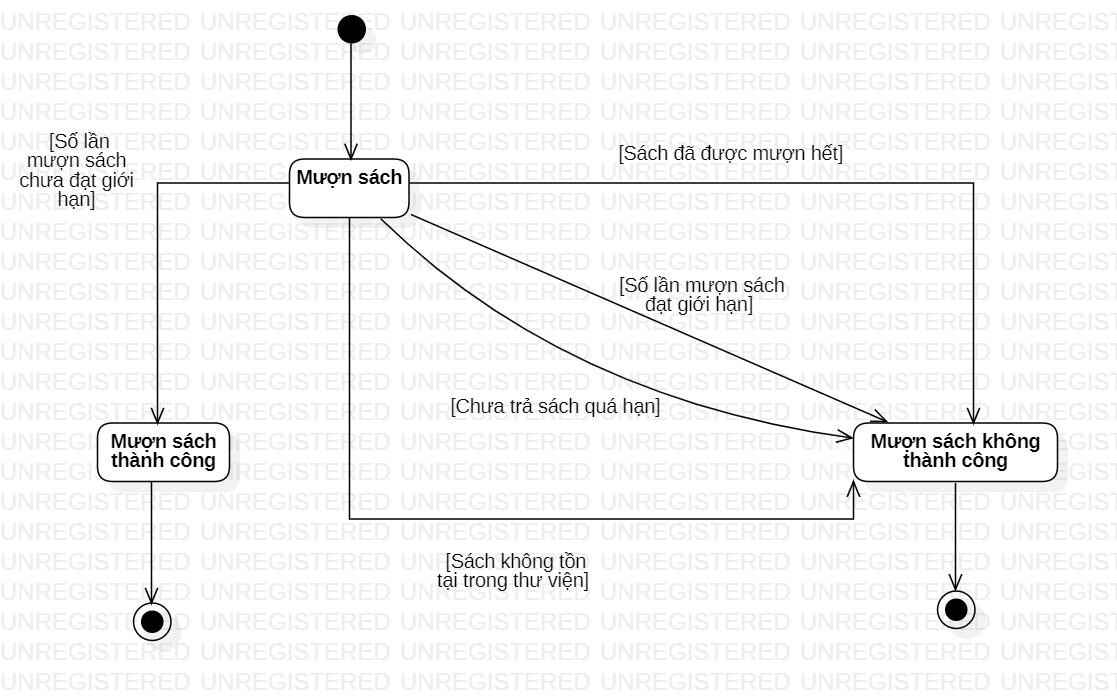 [Số lần
mượn sách
chưa đạt giới
hạn]
[Sách đã được mượn hết]
Mượn sách
[Số lần mượn sách
đạt giới hạn]
[Chưa trả sách quá hạn]
Mượn sách
thành công
Mượn sách không
thành công
[Sách không tồn
tại trong thư viện]
UNREGISTERED